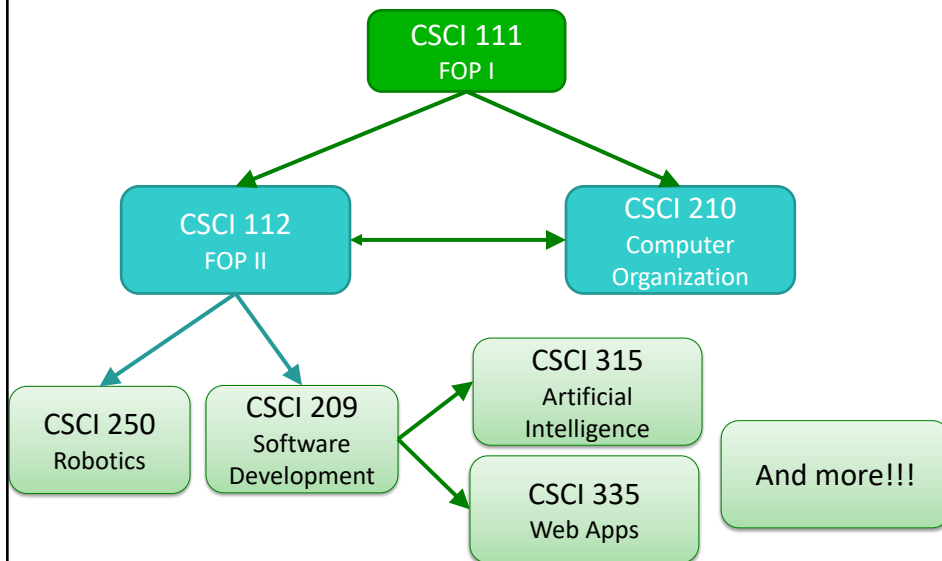 CSCI 111
FOP I
CSCI 112
FOP II
CSCI 210
Computer
Organization
CSCI 250
Robotics
CSCI 209
Software
Development
CSCI 315
Artificial
Intelligence
CSCI 335
Web Apps
And more!!!